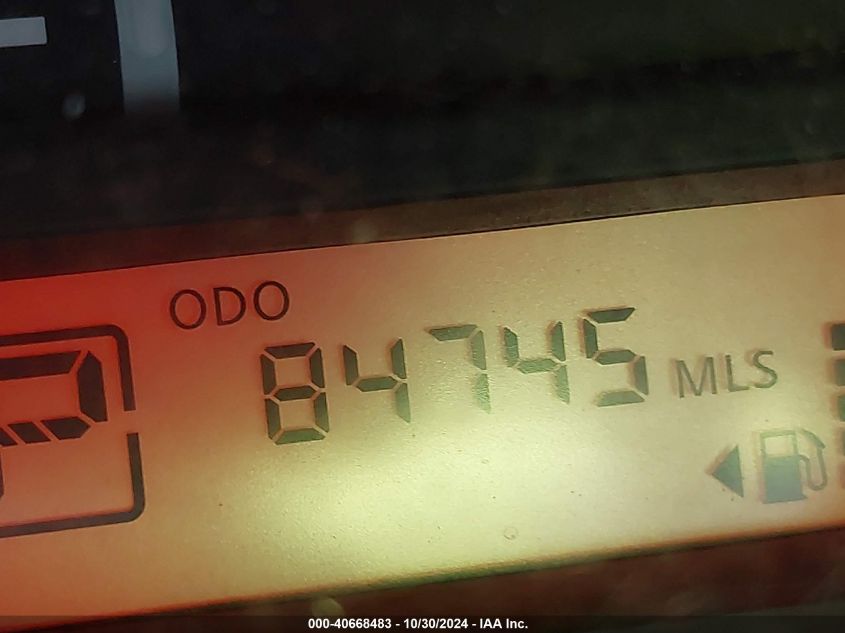 ODO
84745 MLS
P
000-40668483 - 10/30/2024 - IAA Inc.